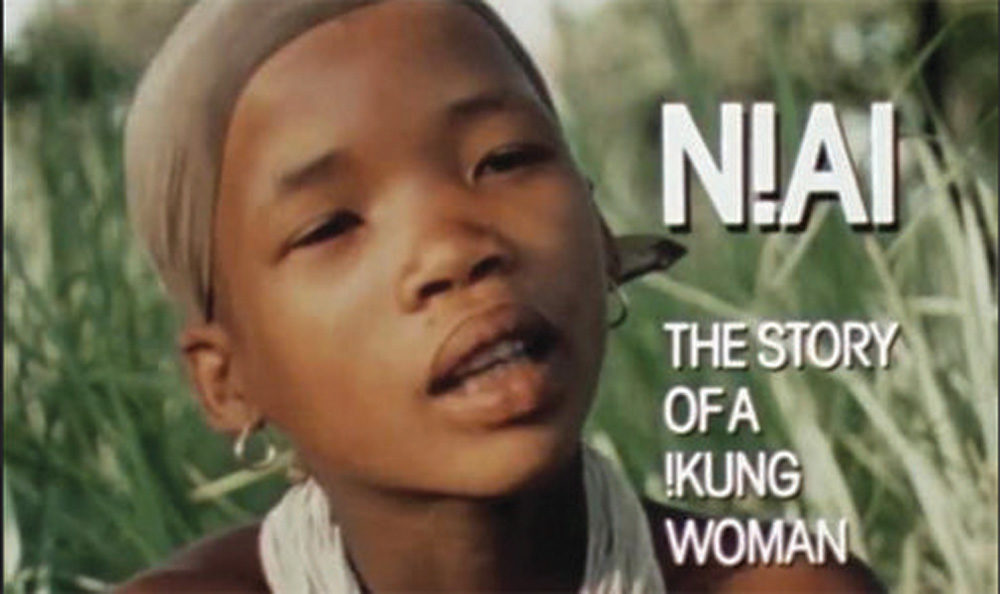 N!AI
THE STORY
OF A
!KUNG
WOMAN